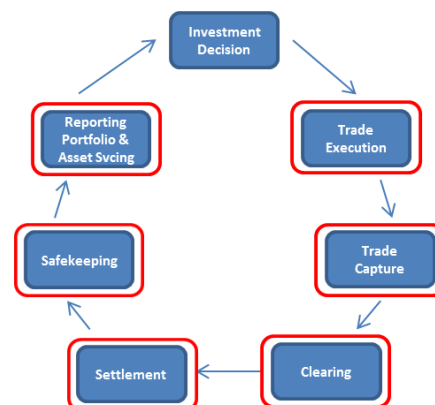 Investment
Decision
Trade
Execution
Trade
Capture
Clearing
Settlement
Safekeeping
Reporting
Portfolio &
Asset Svcing